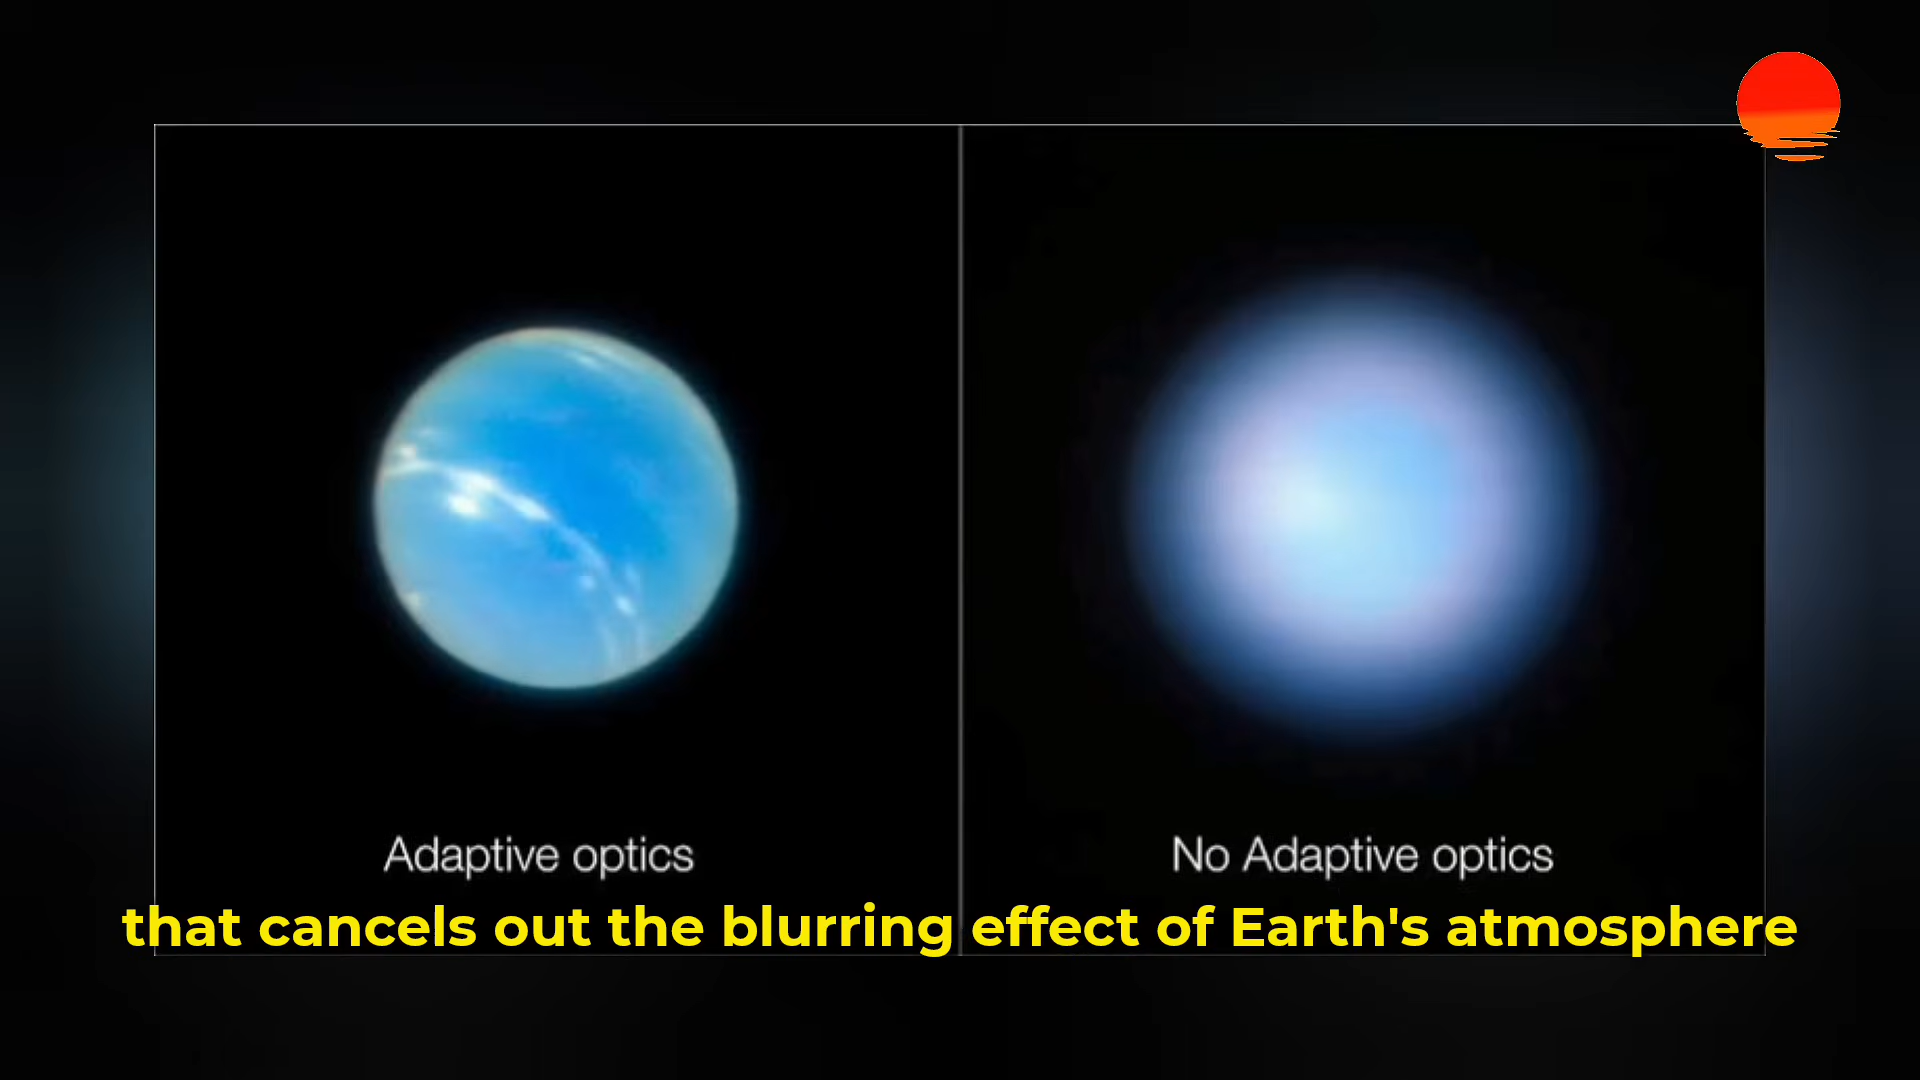 Adaptive optics
No Adaptive optics
that cancels out the blurring effect of Earth's atmosphere